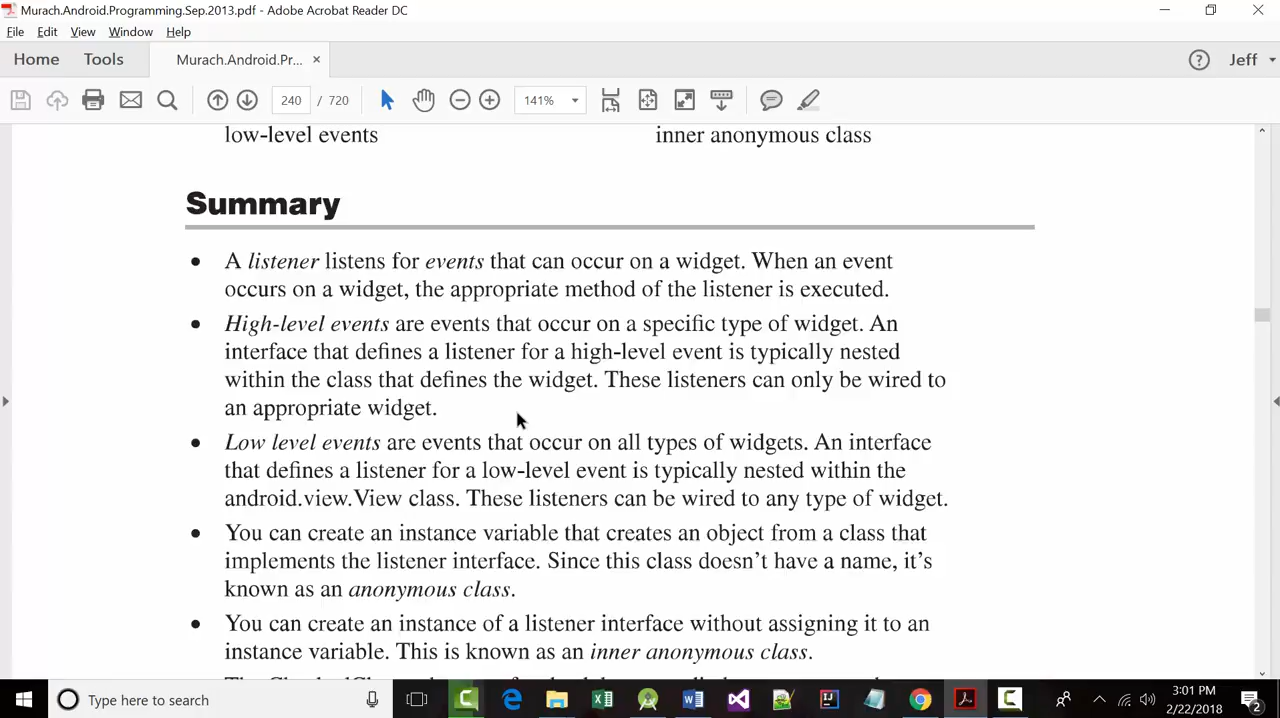 Murach.Android.Programming.Sep.2013.pdf - Adobe Acrobat Reader DC
File Edit View Window Help
Home Tools Murach.Android.Pr... × Jeff
240 / 720 141%
low-level events inner anonymous class
Summary
• A listener listens for events that can occur on a widget. When an event
occurs on a widget, the appropriate method of the listener is executed.
• High-level events are events that occur on a specific type of widget. An
interface that defines a listener for a high-level event is typically nested
within the class that defines the widget. These listeners can only be wired to
an appropriate widget.
• Low level events are events that occur on all types of widgets. An interface
that defines a listener for a low-level event is typically nested within the
android.view.View class. These listeners can be wired to any type of widget.
• You can create an instance variable that creates an object from a class that
implements the listener interface. Since this class doesn’t have a name, it’s
known as an anonymous class.
• You can create an instance of a listener interface without assigning it to an
instance variable. This is known as an inner anonymous class.
Type here to search
3:01 PM
2/22/2018
2